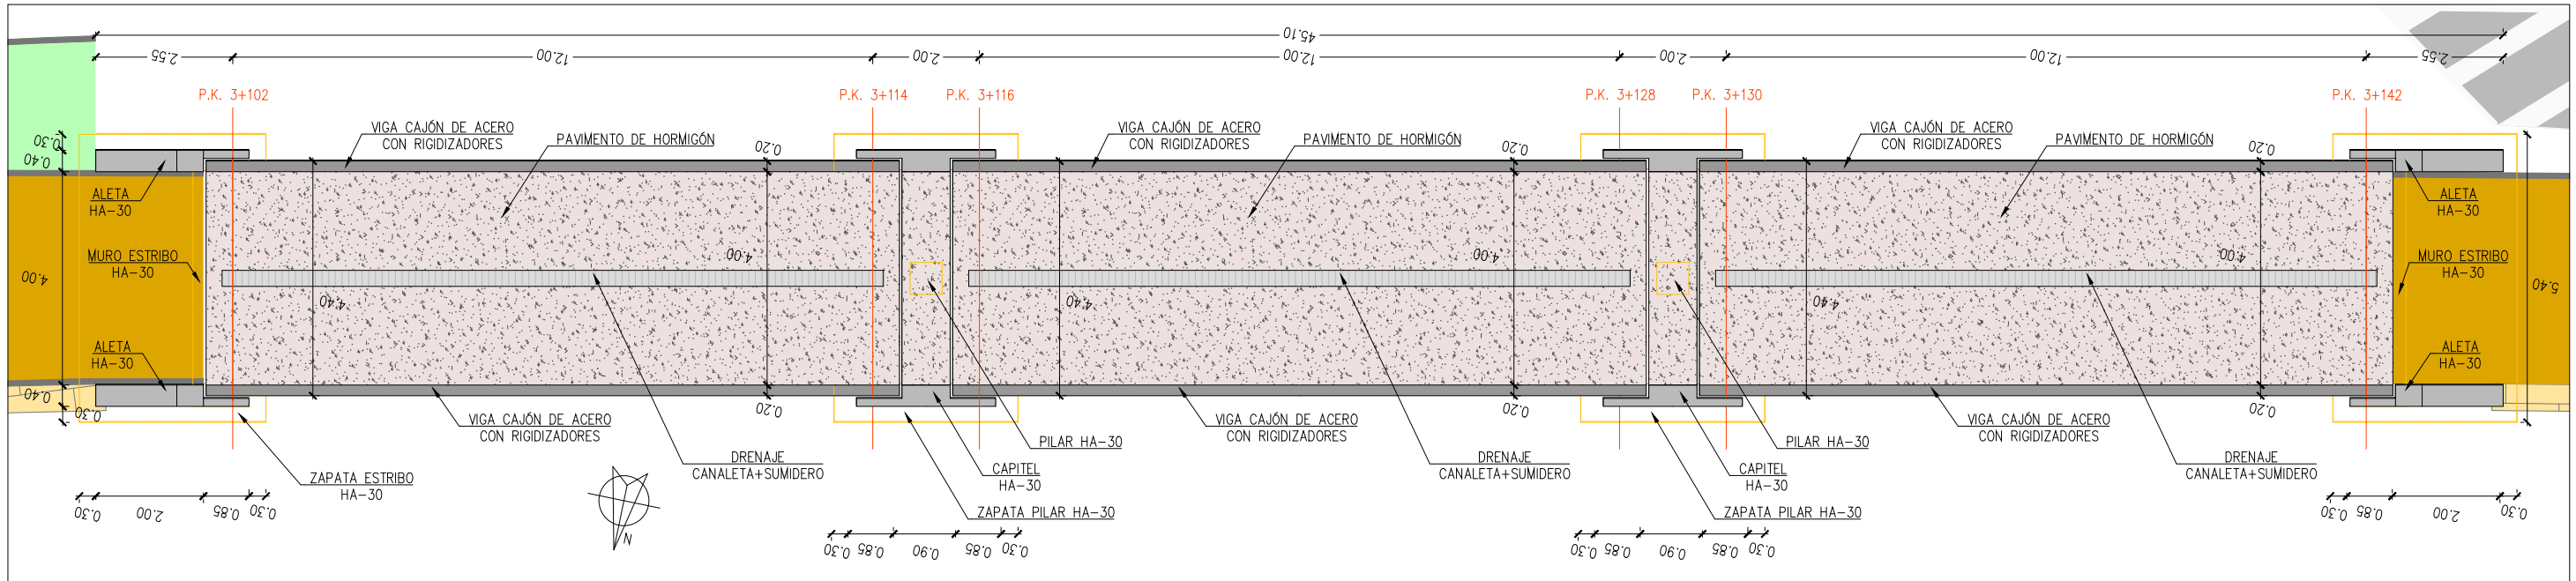 45.10
2.55
12.00
2.00
12.00
2.00
12.00
2.55
P.K. 3+102
P.K. 3+114
P.K. 3+116
P.K. 3+128
P.K. 3+130
P.K. 3+142
VIGA CAJÓN DE ACERO
CON RIGIDIZADORES
PAVIMENTO DE HORMIGÓN
VIGA CAJÓN DE ACERO
CON RIGIDIZADORES
PAVIMENTO DE HORMIGÓN
VIGA CAJÓN DE ACERO
CON RIGIDIZADORES
PAVIMENTO DE HORMIGÓN
0.30
0.40
0.20
0.20
0.20
ALETA
HA-30
ALETA
HA-30
MURO ESTRIBO
HA-30
MURO ESTRIBO
HA-30
4.00
4.00
4.00
4.00
4.40
4.40
4.40
5.40
ALETA
HA-30
ALETA
HA-30
0.40
0.30
0.20
0.20
0.20
VIGA CAJÓN DE ACERO
CON RIGIDIZADORES
VIGA CAJÓN DE ACERO
CON RIGIDIZADORES
VIGA CAJÓN DE ACERO
CON RIGIDIZADORES
PILAR HA-30
PILAR HA-30
DRENAJE
CANALETA+SUMIDERO
DRENAJE
CANALETA+SUMIDERO
DRENAJE
CANALETA+SUMIDERO
CAPITEL
HA-30
CAPITEL
HA-30
ZAPATA ESTRIBO
HA-30
ZAPATA PILAR HA-30
ZAPATA PILAR HA-30
N
0.30
2.00
0.85
0.30
0.30
0.85
0.90
0.85
0.30
0.30
0.85
0.90
0.85
0.30
0.30
0.85
2.00
0.30